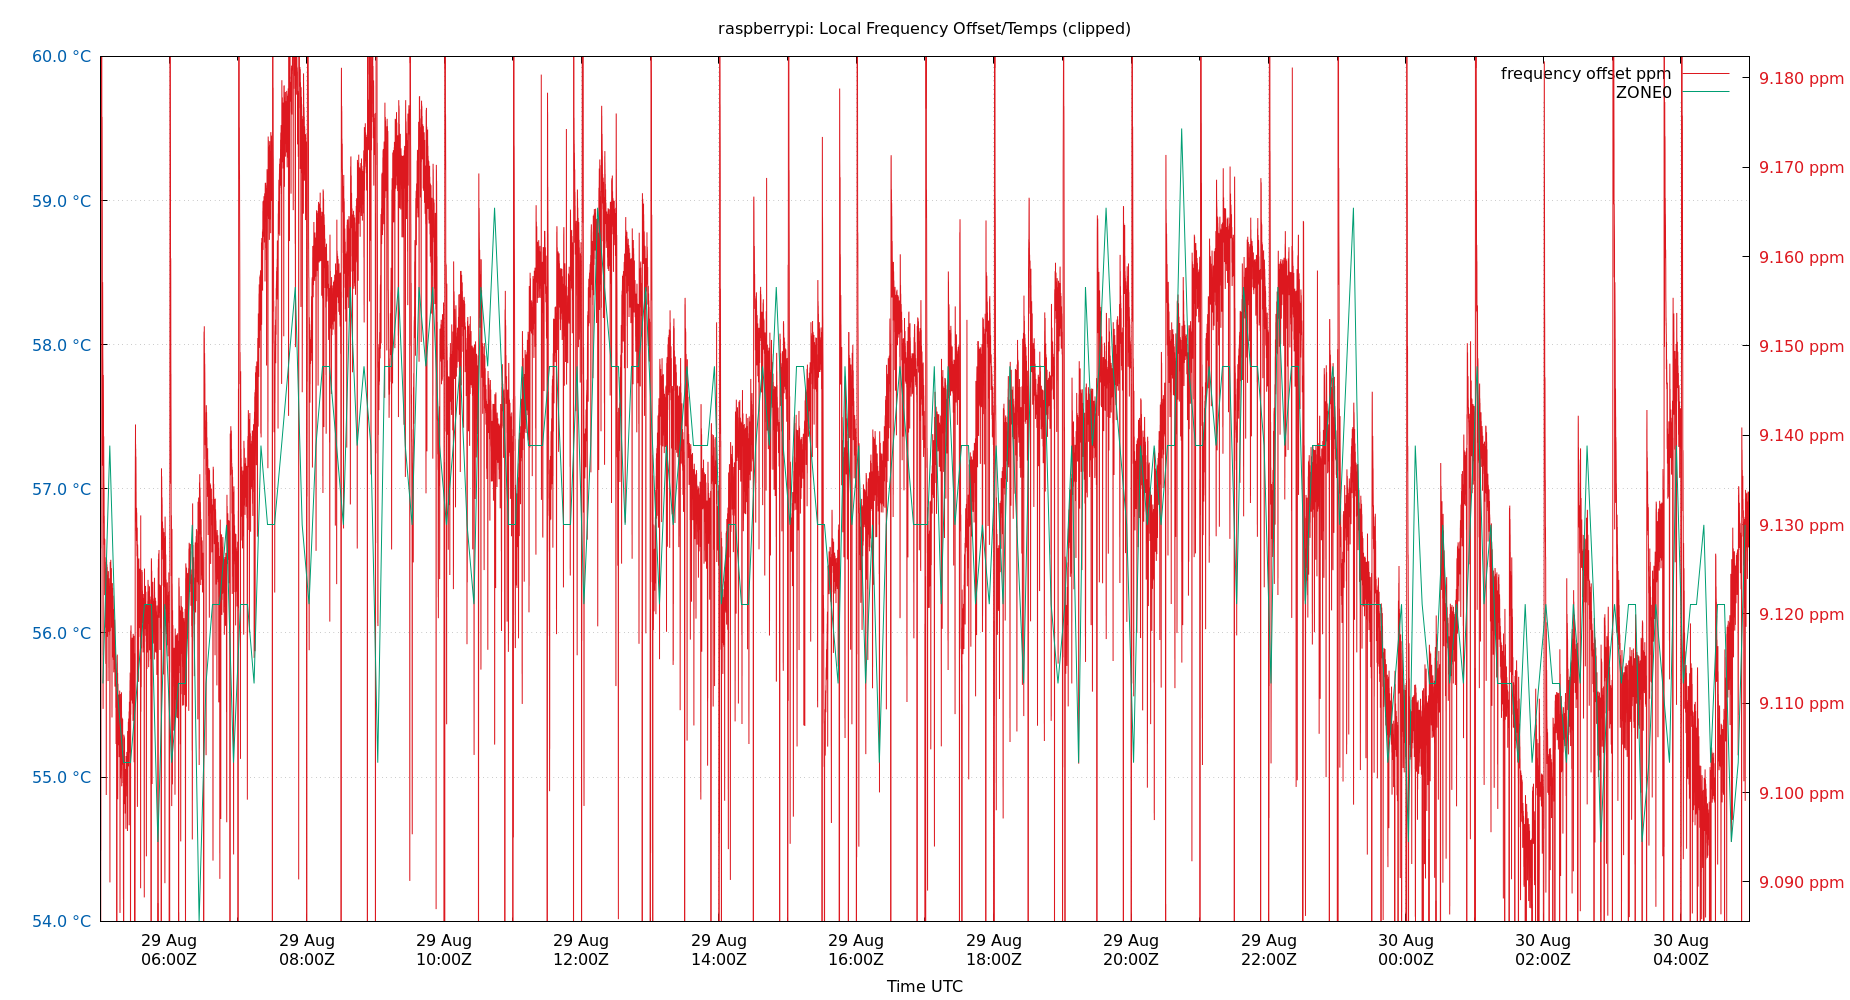 raspberrypi: Local Frequency Offset/Temps (clipped)
60.0 °C
59.0 °C
58.0 °C
57.0 °C
56.0 °C
55.0 °C
54.0 °C
frequency offset ppm
ZONE0
9.180 ppm
9.170 ppm
9.160 ppm
9.150 ppm
9.140 ppm
9.130 ppm
9.120 ppm
9.110 ppm
9.100 ppm
9.090 ppm
29 Aug 29 Aug 29 Aug 29 Aug 29 Aug 29 Aug 29 Aug 29 Aug 29 Aug 30 Aug 30 Aug 30 Aug
06:00Z 08:00Z 10:00Z 12:00Z 14:00Z 16:00Z 18:00Z 20:00Z 22:00Z 00:00Z 02:00Z 04:00Z
Time UTC